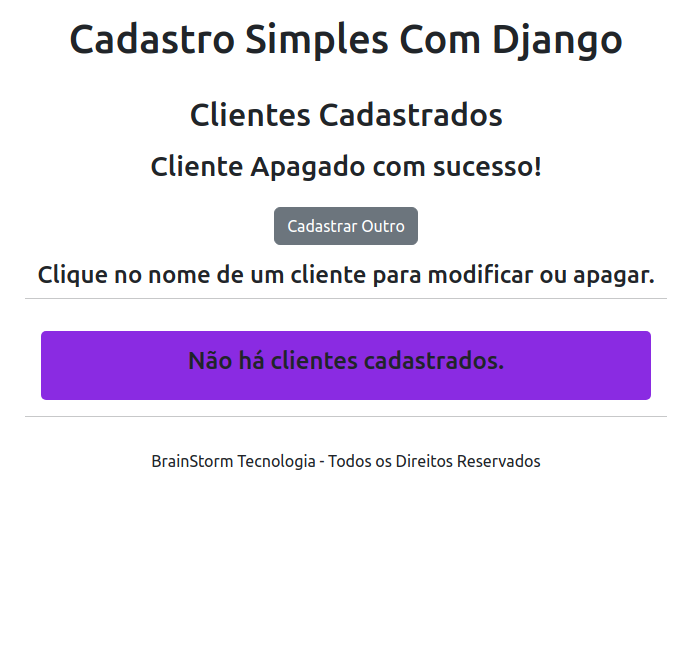 Cadastro Simples Com Django
Clientes Cadastrados
Cliente Apagado com sucesso!
Cadastrar Outro
Clique no nome de um cliente para modificar ou apagar.
Não há clientes cadastrados.
BrainStorm Tecnologia - Todos os Direitos Reservados